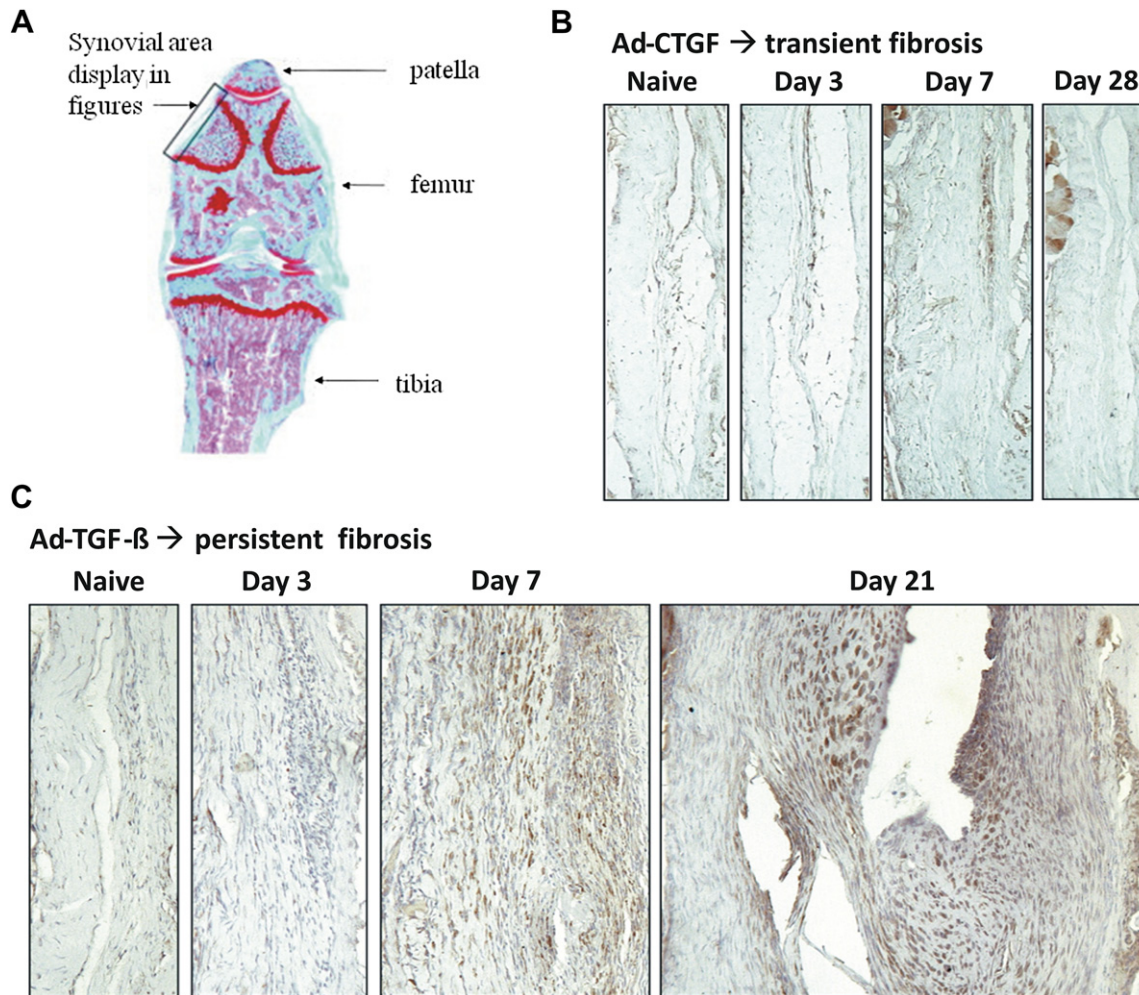 A
Synovial area
display in
figures
patella
femur
tibia
B
Ad-CTGF → transient fibrosis
Naive
Day 3
Day 7
Day 28
C
Ad-TGF-ß → persistent fibrosis
Naive
Day 3
Day 7
Day 21